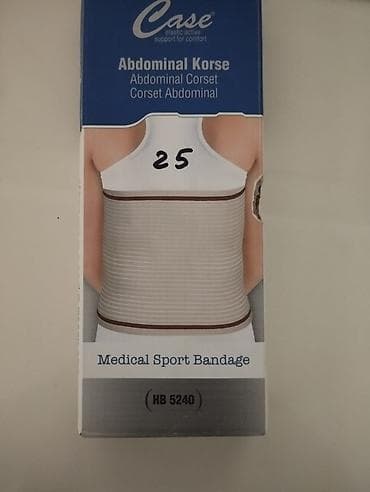 Case®
elastic active
support for comfort
Abdominal Korse
Abdominal Corset
Corset Abdominal
25
Medical Sport Bandage
(HB 5240)